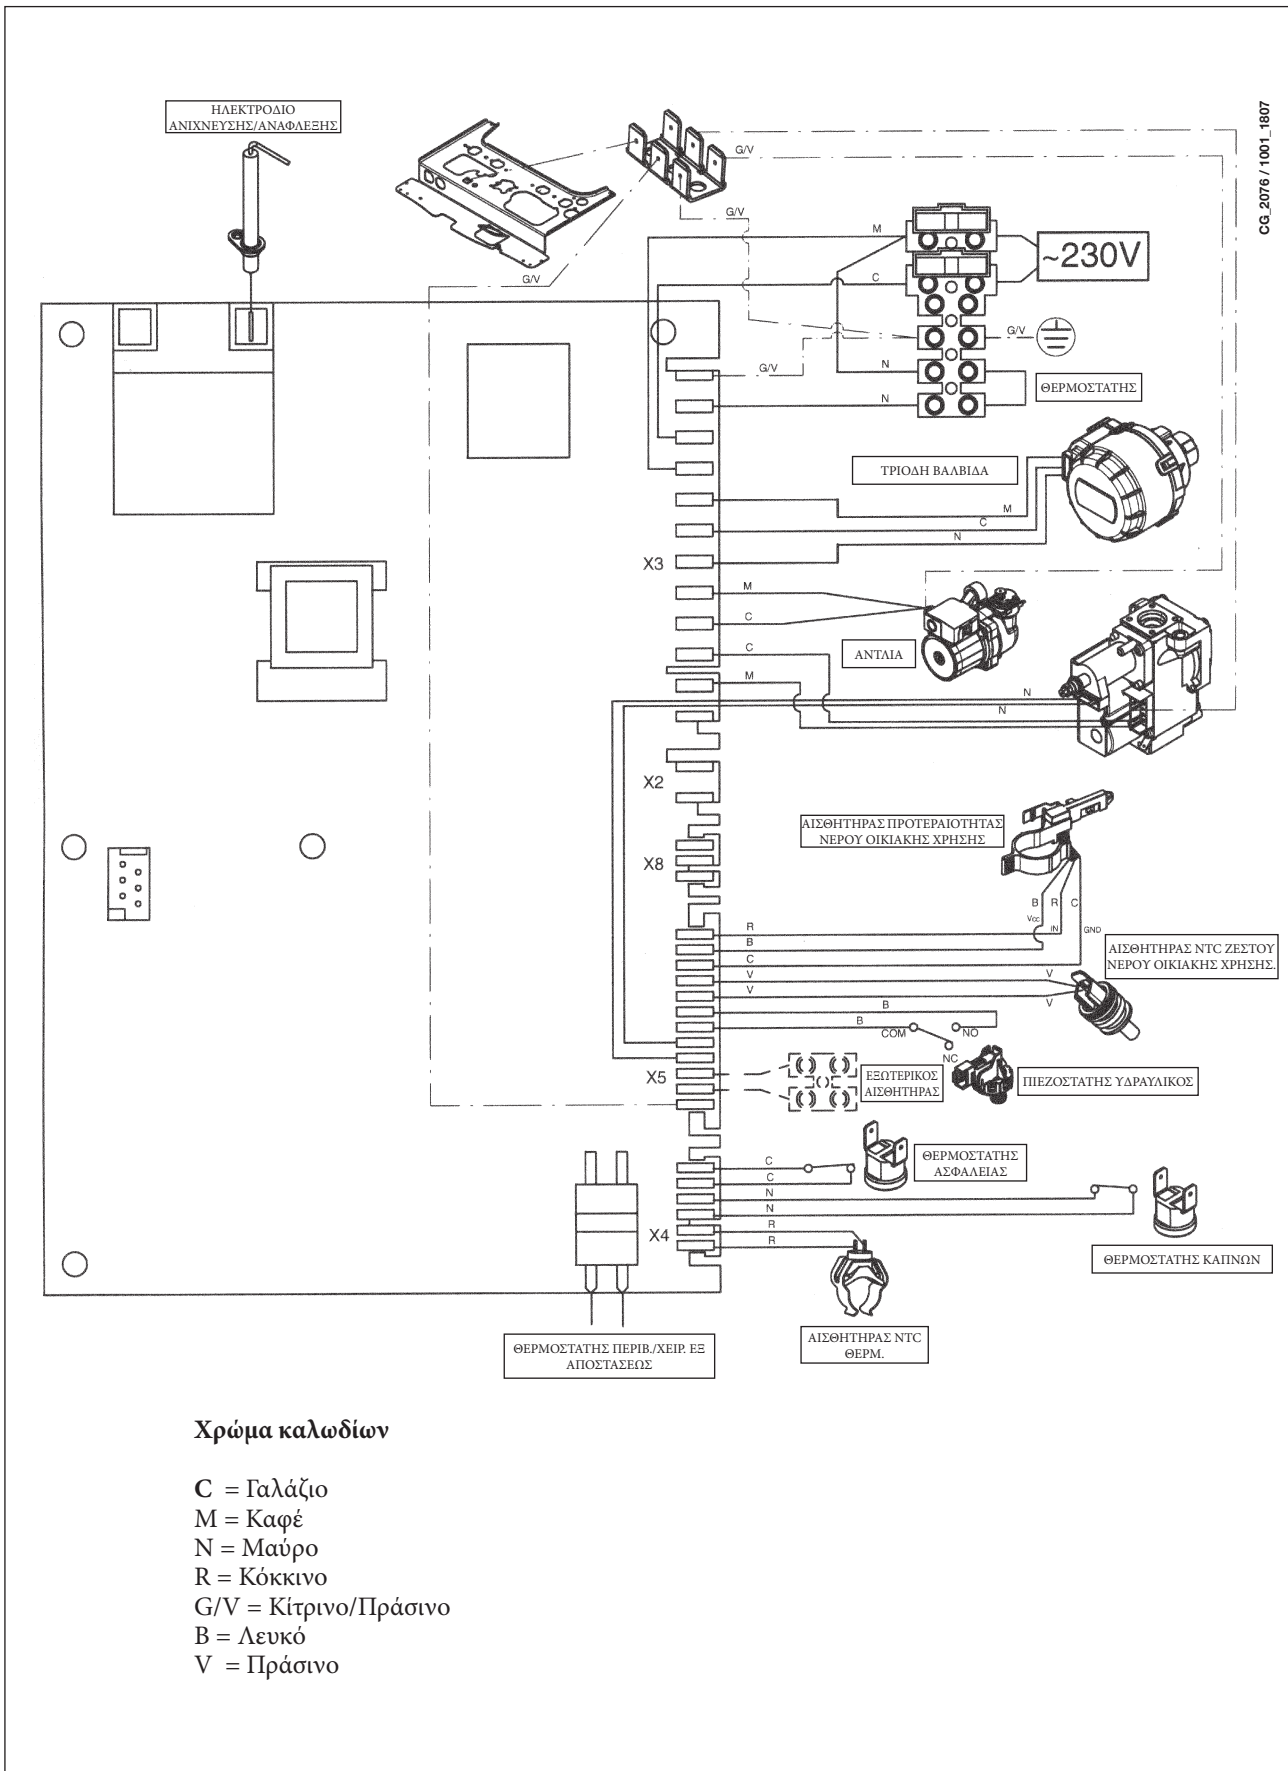 CG_2076 / 1001_1807
ΗΛΕΚΤΡΟΔΙΟ
ΑΝΙΧΝΕΥΣΗΣ/ΑΝΑΦΛΕΞΗΣ
G/V
G/V
G/V
M
~230V
C
G/V
G/V
N
ΘΕΡΜΟΣΤΑΤΗΣ
N
ΤΡΙΟΔΗ ΒΑΛΒΙΔΑ
M
C
N
X3
M
C
C
ΑΝΤΛΙΑ
M
N
N
X2
ΑΙΣΘΗΤΗΡΑΣ ΠΡΟΤΕΡΑΙΟΤΗΤΑΣ
ΝΕΡΟΥ ΟΙΚΙΑΚΗΣ ΧΡΗΣΗΣ
X8
B R C
Vcc
IN
GND
R
B
C
V
V
ΑΙΣΘΗΤΗΡΑΣ NTC ΖΕΣΤΟΥ
ΝΕΡΟΥ ΟΙΚΙΑΚΗΣ ΧΡΗΣΗΣ.
V
V
B
B
COM
NO
NC
X5
ΕΞΩΤΕΡΙΚΟΣ
ΑΙΣΘΗΤΗΡΑΣ
ΠΙΕΖΟΣΤΑΤΗΣ ΥΔΡΑΥΛΙΚΟΣ
C
C
N
N
R
R
ΘΕΡΜΟΣΤΑΤΗΣ
ΑΣΦΑΛΕΙΑΣ
X4
ΘΕΡΜΟΣΤΑΤΗΣ ΚΑΠΝΩΝ
ΘΕΡΜΟΣΤΑΤΗΣ ΠΕΡΙΒ./ΧΕΙΡ. ΕΞ
ΑΠΟΣΤΑΣΕΩΣ
ΑΙΣΘΗΤΗΡΑΣ NTC
ΘΕΡΜ.
Χρώμα καλωδίων
C = Γαλάζιο
M = Καφέ
N = Μαύρο
R = Κόκκινο
G/V = Κίτρινο/Πράσινο
B = Λευκό
V = Πράσινο